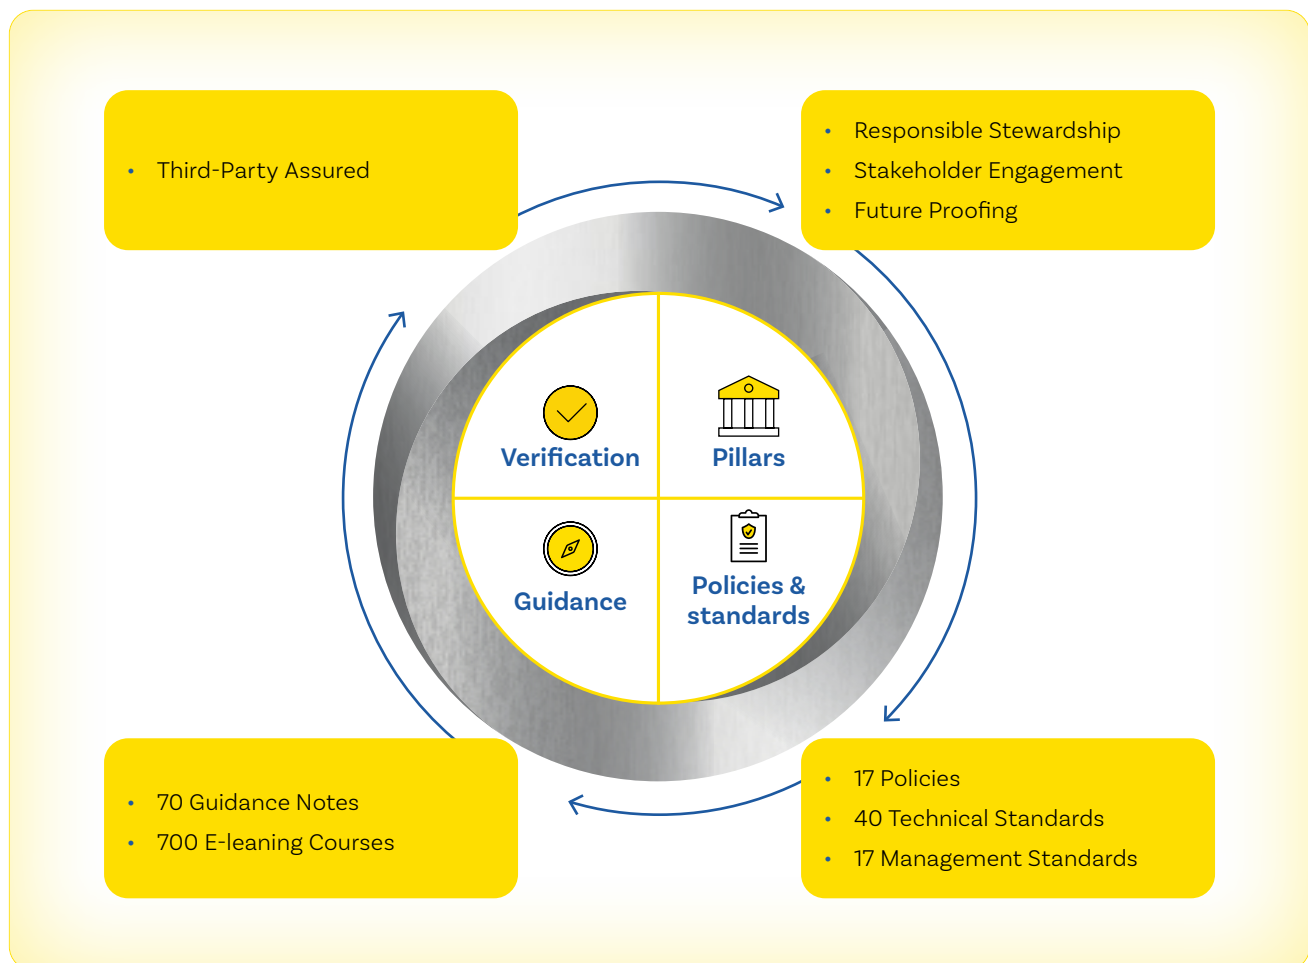 • Third-Party Assured
• Responsible Stewardship
• Stakeholder Engagement
• Future Proofing
Verification
Pillars
Guidance
Policies &
standards
• 70 Guidance Notes
• 700 E-leaning Courses
• 17 Policies
• 40 Technical Standards
• 17 Management Standards